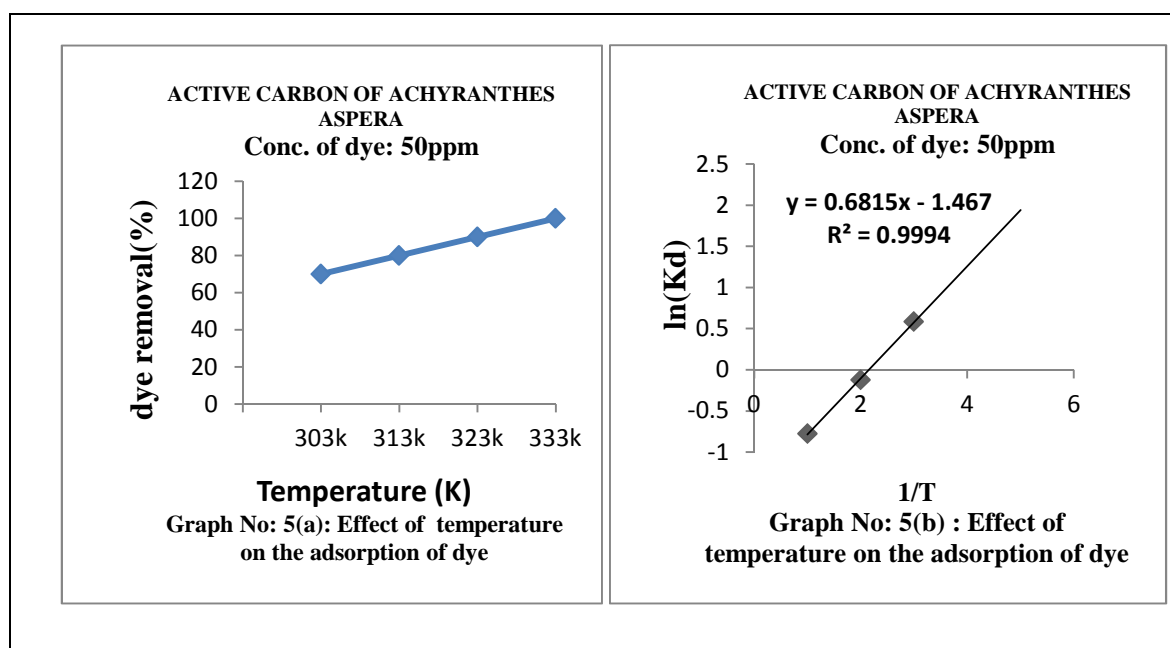 ACTIVE CARBON OF ACHYRANTHES
ASPERA
Conc. of dye: 50ppm
120
100
80
60
40
20
0
dye removal(%)
303k 313k 323k 333k
Temperature (K)
Graph No: 5(a): Effect of temperature
on the adsorption of dye
ACTIVE CARBON OF ACHYRANTHES
ASPERA
Conc. of dye: 50ppm
2.5
2
1.5
1
0.5
0
-0.5
-1
ln(Kd)
y = 0.6815x - 1.467
R² = 0.9994
0 2 4 6
1/T
Graph No: 5(b) : Effect of
temperature on the adsorption of dye